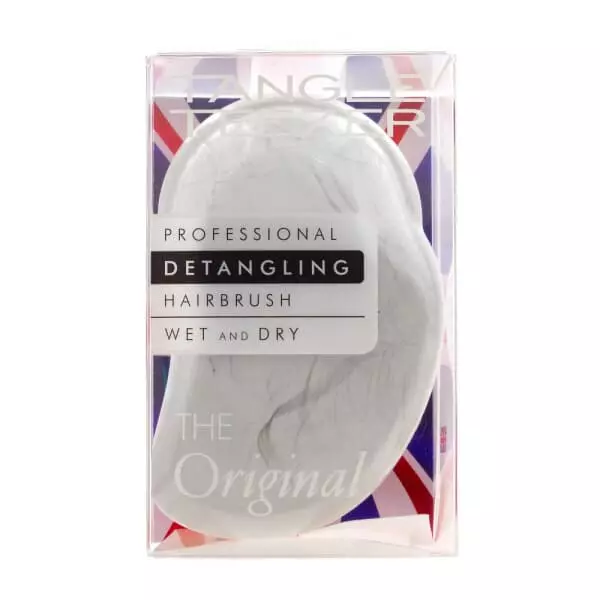 TANGLE
TEEZER
PROFESSIONAL
DETANGLING
HAIRBRUSH
WET AND DRY
THE
Original